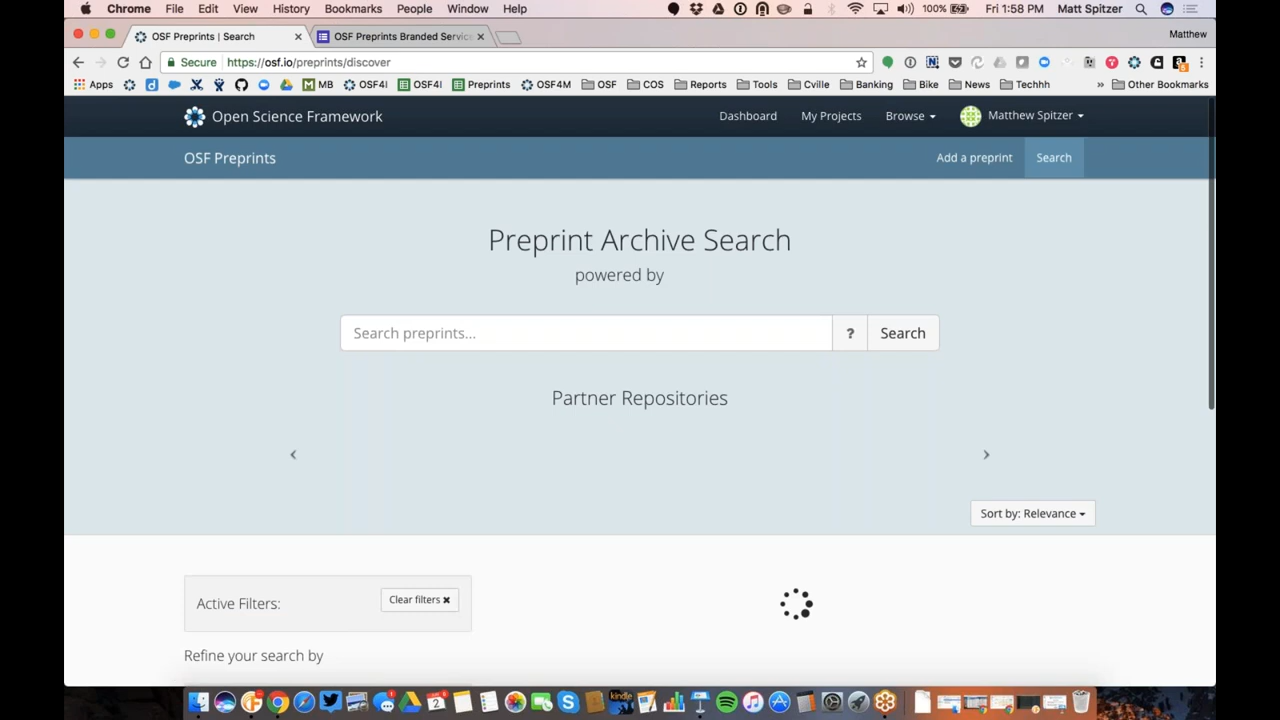 Chrome File Edit View History Bookmarks People Window Help 100% Fri 1:58 PM Matt Spitzer
OSF Preprints | Search OSF Preprints Branded Service Matthew
Secure https://osf.io/preprints/discover
Apps MB OSF4I OSF4I Preprints OSF4M OSF COS Reports Tools Cville Banking Bike News Techhh » Other Bookmarks
Open Science Framework Dashboard My Projects Browse Matthew Spitzer
OSF Preprints Add a preprint Search
Preprint Archive Search
powered by
Search preprints... ? Search
Partner Repositories
Sort by: Relevance
Active Filters: Clear filters
Refine your search by
kindle
2